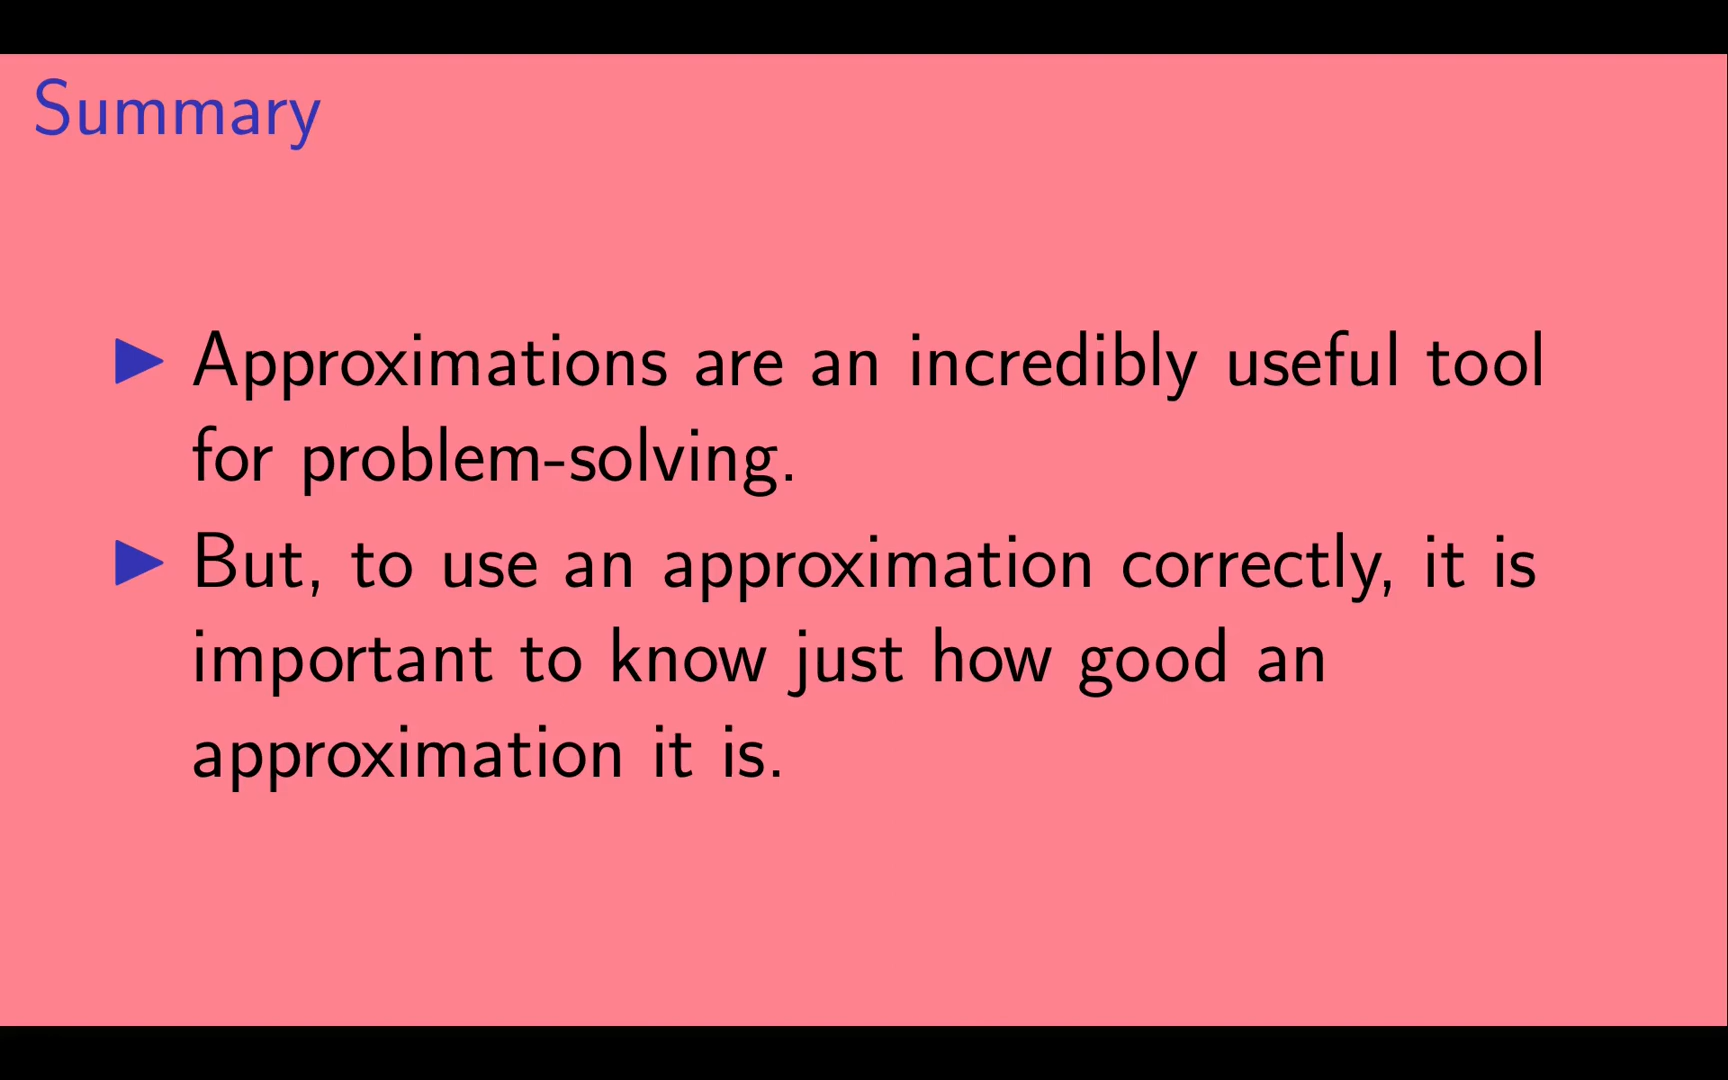 Summary
▶ Approximations are an incredibly useful tool
for problem-solving.
▶ But, to use an approximation correctly, it is
important to know just how good an
approximation it is.